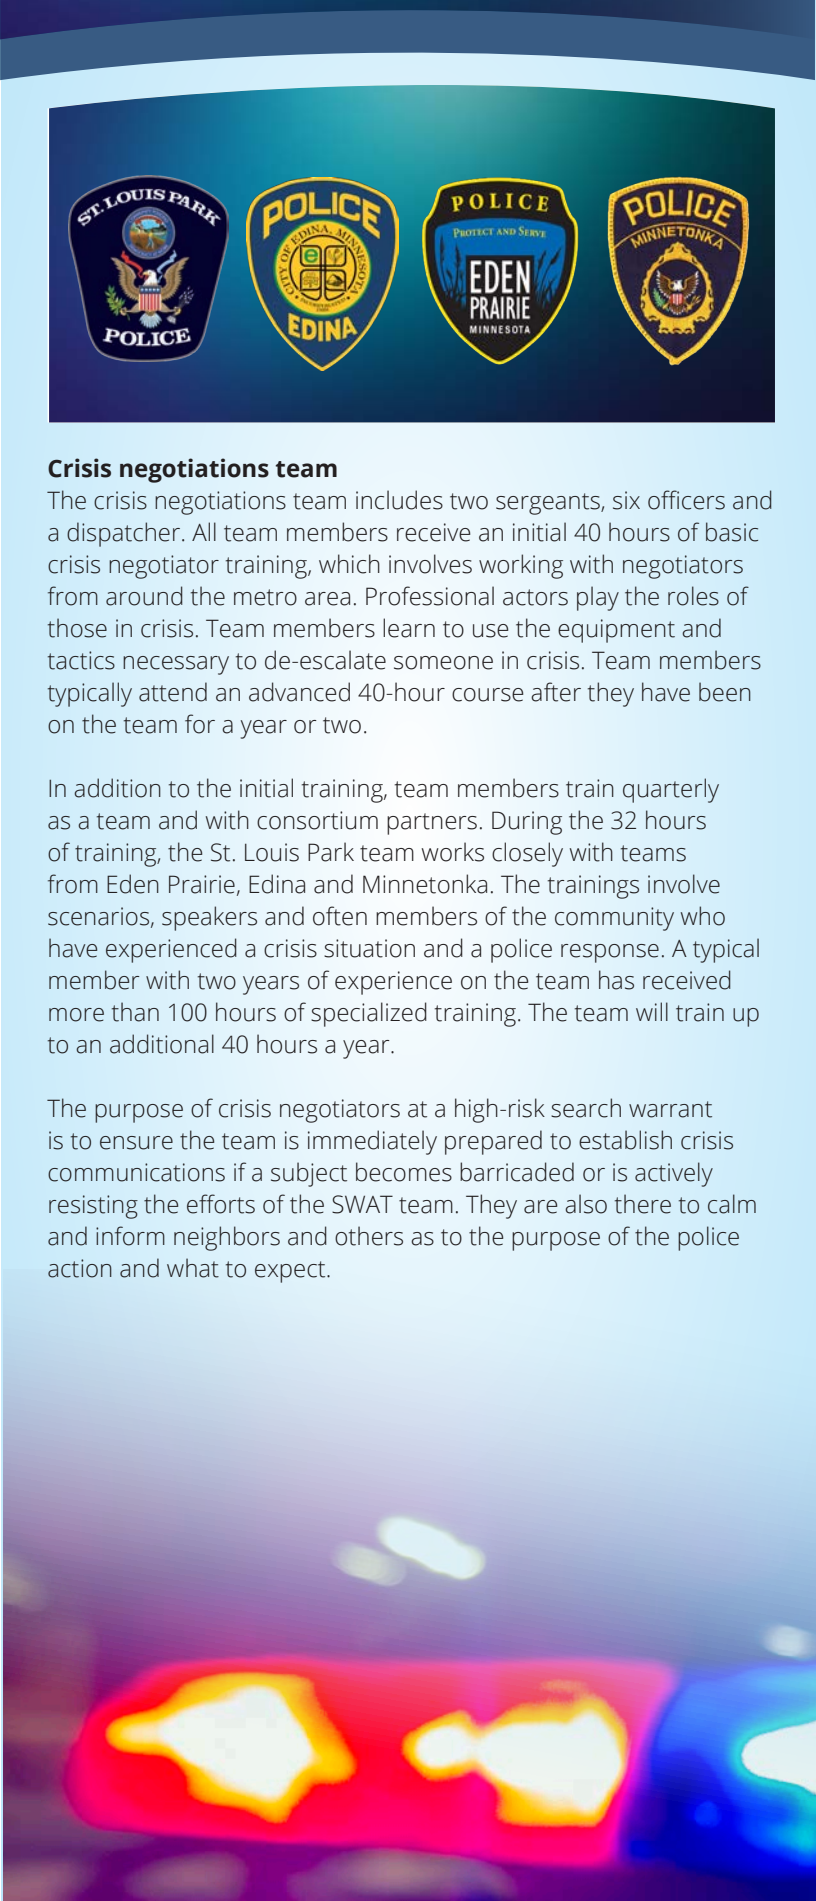 ST. LOUIS PARK
POLICE
POLICE
CITY OF EDINA, MINNESOTA
e
INCORPORATED
EDINA
POLICE
PROTECT AND SERVE
EDEN
PRAIRIE
MINNESOTA
POLICE
MINNETONKA
Crisis negotiations team
The crisis negotiations team includes two sergeants, six officers and
a dispatcher. All team members receive an initial 40 hours of basic
crisis negotiator training, which involves working with negotiators
from around the metro area. Professional actors play the roles of
those in crisis. Team members learn to use the equipment and
tactics necessary to de-escalate someone in crisis. Team members
typically attend an advanced 40-hour course after they have been
on the team for a year or two.
In addition to the initial training, team members train quarterly
as a team and with consortium partners. During the 32 hours
of training, the St. Louis Park team works closely with teams
from Eden Prairie, Edina and Minnetonka. The trainings involve
scenarios, speakers and often members of the community who
have experienced a crisis situation and a police response. A typical
member with two years of experience on the team has received
more than 100 hours of specialized training. The team will train up
to an additional 40 hours a year.
The purpose of crisis negotiators at a high-risk search warrant
is to ensure the team is immediately prepared to establish crisis
communications if a subject becomes barricaded or is actively
resisting the efforts of the SWAT team. They are also there to calm
and inform neighbors and others as to the purpose of the police
action and what to expect.